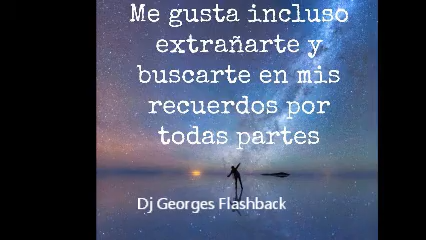 Me gusta incluso
extrañarte y
buscarte en mis
recuerdos por
todas partes
Dj Georges Flashback